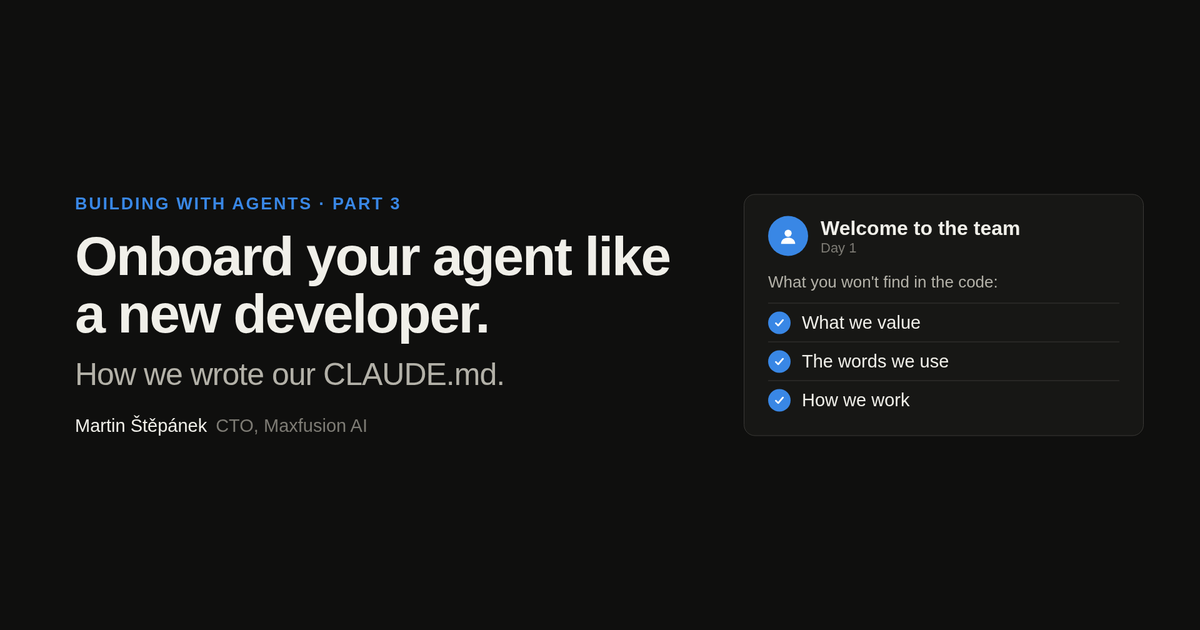 BUILDING WITH AGENTS · PART 3
Onboard your agent like
a new developer.
How we wrote our CLAUDE.md.
Martin Štěpánek CTO, Maxfusion AI
Welcome to the team
Day 1
What you won't find in the code:
What we value
The words we use
How we work